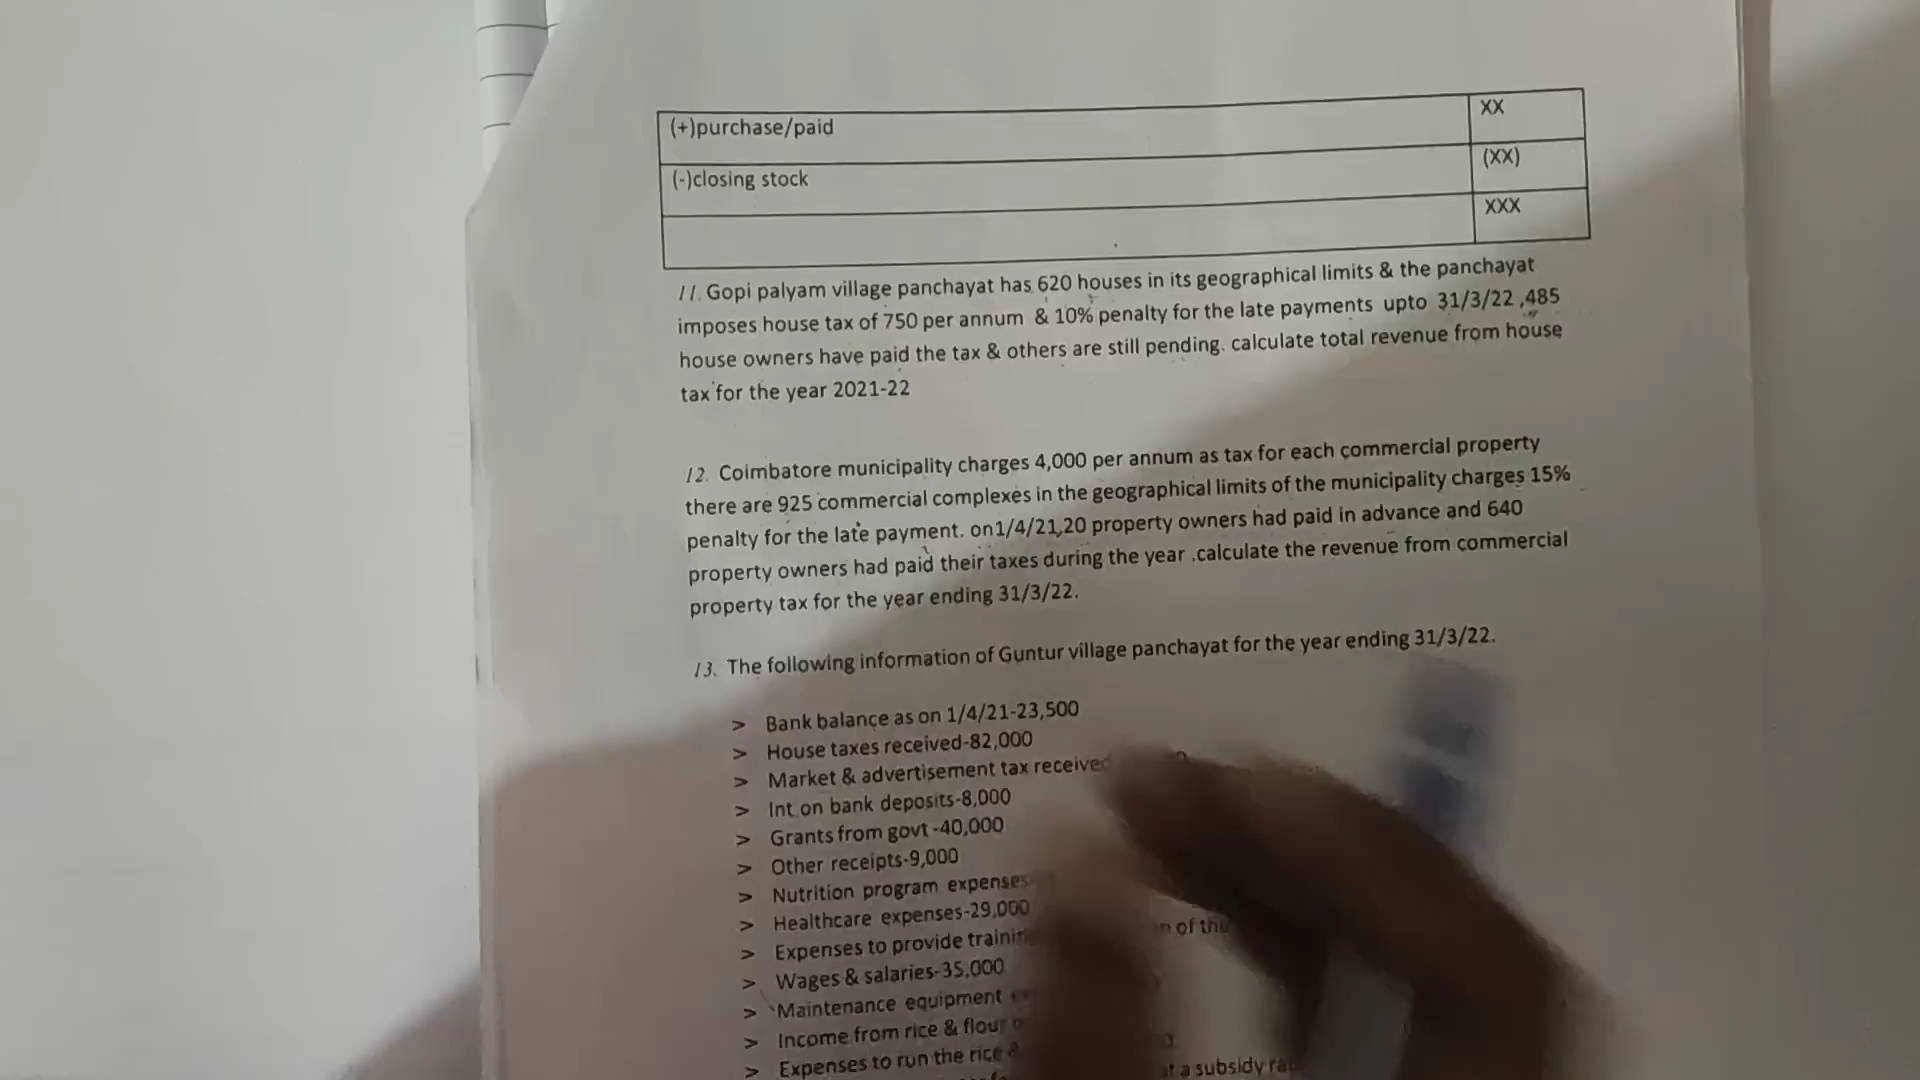 (+)purchase/paid XX
(-)closing stock (XX)
XXX
11. Gopi palyam village panchayat has 620 houses in its geographical limits & the panchayat
imposes house tax of 750 per annum & 10% penalty for the late payments upto 31/3/22 ,485
house owners have paid the tax & others are still pending. calculate total revenue from house
tax for the year 2021-22
12. Coimbatore municipality charges 4,000 per annum as tax for each commercial property
there are 925 commercial complexes in the geographical limits of the municipality charges 15%
penalty for the late payment. on1/4/21,20 property owners had paid in advance and 640
property owners had paid their taxes during the year .calculate the revenue from commercial
property tax for the year ending 31/3/22.
13. The following information of Guntur village panchayat for the year ending 31/3/22.
> Bank balance as on 1/4/21-23,500
> House taxes received-82,000
> Market & advertisement tax received
> Int.on bank deposits-8,000
> Grants from govt -40,000
> Other receipts-9,000
> Nutrition program expenses
> Healthcare expenses-29,000
> Expenses to provide of the
> Wages & salaries-35,000
> Maintenance equipment
> Income from rice & flour
> Expenses to run the rice a subsidy